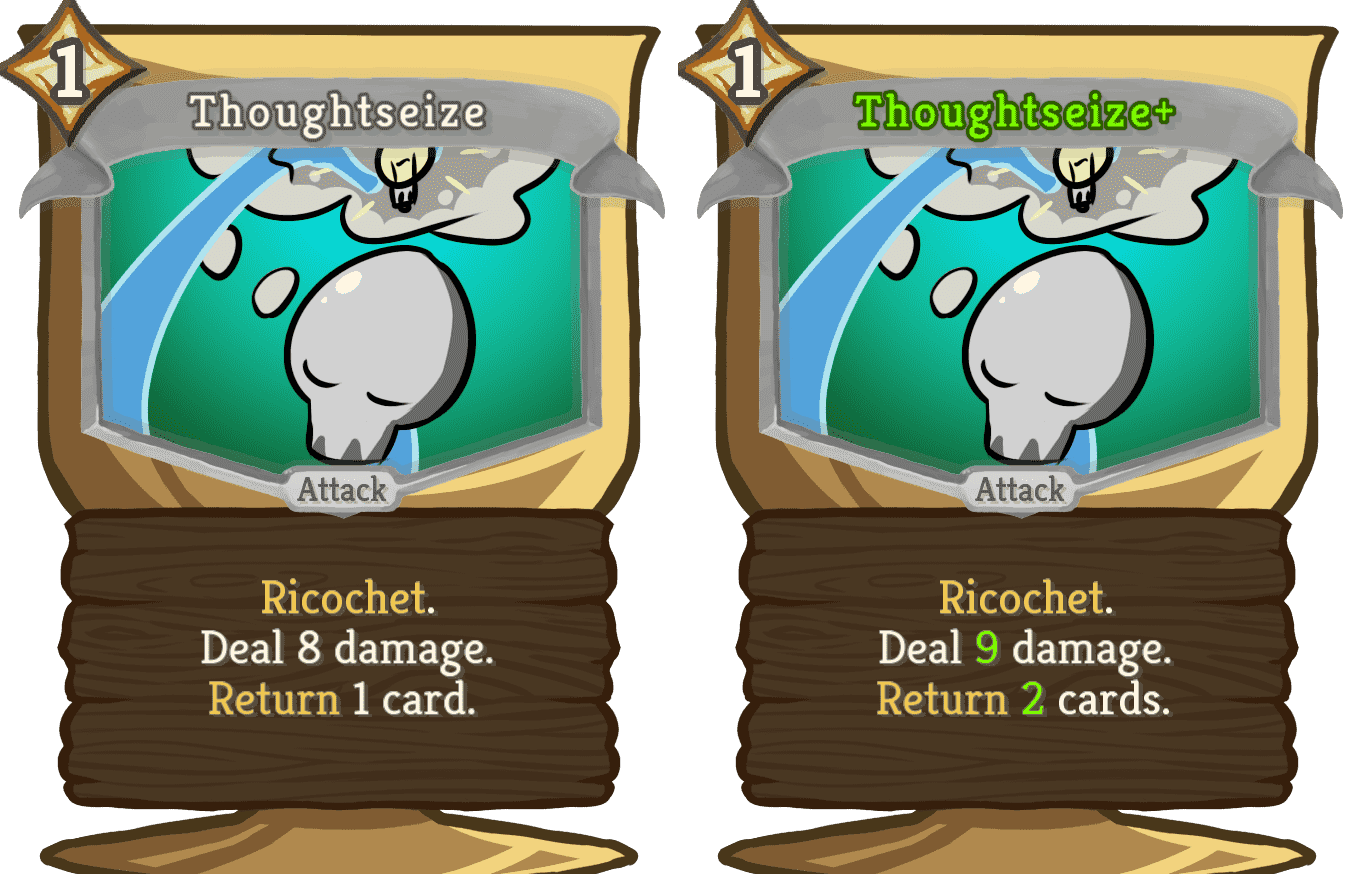 1
Thoughtseize
Attack
Ricochet.
Deal 8 damage.
Return 1 card.
1
Thoughtseize+
Attack
Ricochet.
Deal 9 damage.
Return 2 cards.